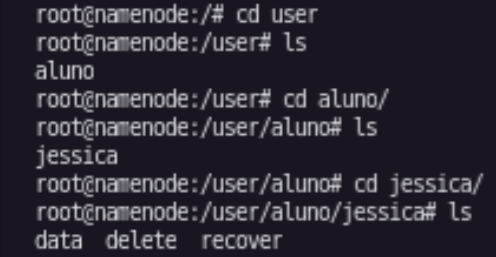 root@namenode:/# cd user
root@namenode:/user# ls
aluno
root@namenode:/user# cd aluno/
root@namenode:/user/aluno# ls
jessica
root@namenode:/user/aluno# cd jessica/
root@namenode:/user/aluno/jessica# ls
data  delete  recover